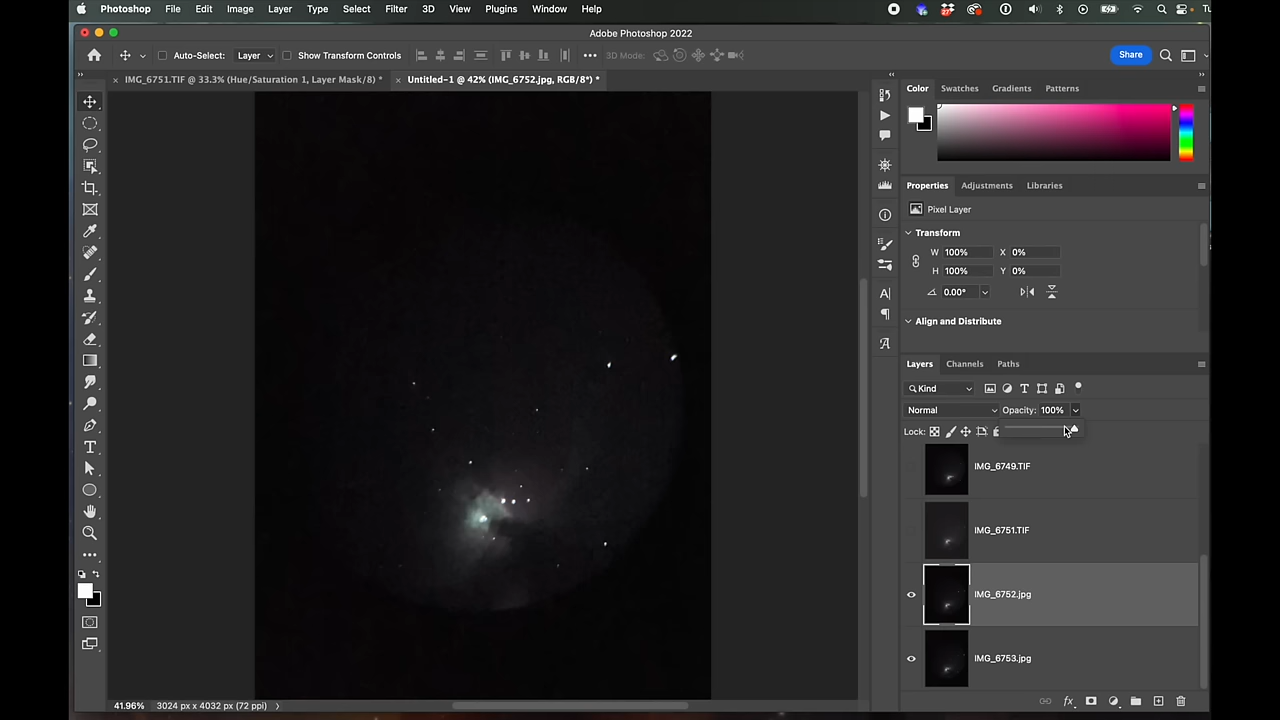 Photoshop File Edit Image Layer Type Select Filter 3D View Plugins Window Help
Adobe Photoshop 2022
Auto-Select: Layer Show Transform Controls ••• 3D Mode: Share
× IMG_6751.TIF @ 33.3% (Hue/Saturation 1, Layer Mask/8) * × Untitled-1 @ 42% (IMG_6752.jpg, RGB/8*) *
Color Swatches Gradients Patterns
Properties Adjustments Libraries
Pixel Layer
Transform
W 100% X 0%
H 100% Y 0%
0.00°
Align and Distribute
Layers Channels Paths
Kind
Normal Opacity: 100%
Lock:
IMG_6749.TIF
IMG_6751.TIF
IMG_6752.jpg
IMG_6753.jpg
41.96% 3024 px x 4032 px (72 ppi)